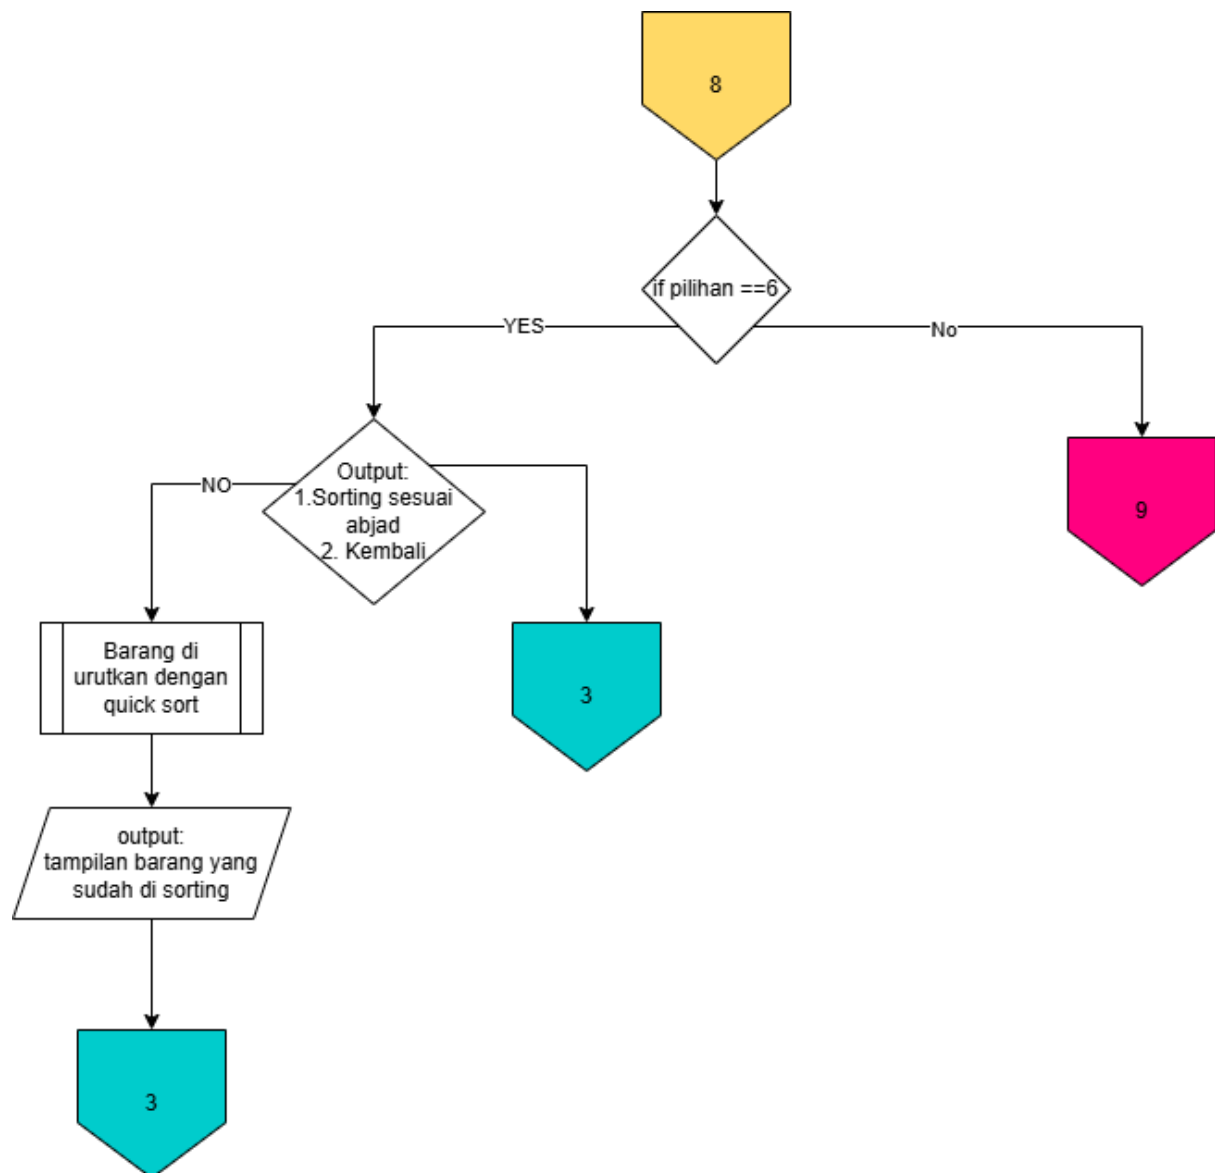 8
if pilihan ==6
YES
No
Output:
1.Sorting sesuai
abjad
2. Kembali
NO
9
Barang di
urutkan dengan
quick sort
3
output:
tampilan barang yang
sudah di sorting
3